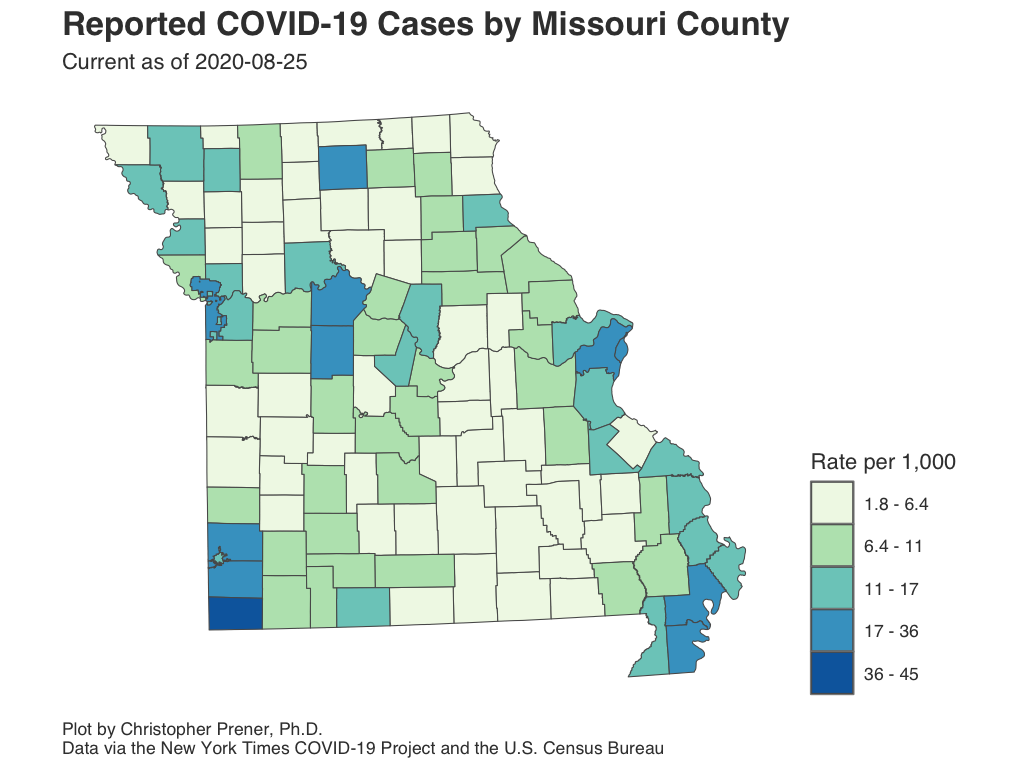 Reported COVID-19 Cases by Missouri County
Current as of 2020-08-25
Rate per 1,000
1.8 - 6.4
6.4 - 11
11 - 17
17 - 36
36 - 45
Plot by Christopher Prener, Ph.D.
Data via the New York Times COVID-19 Project and the U.S. Census Bureau